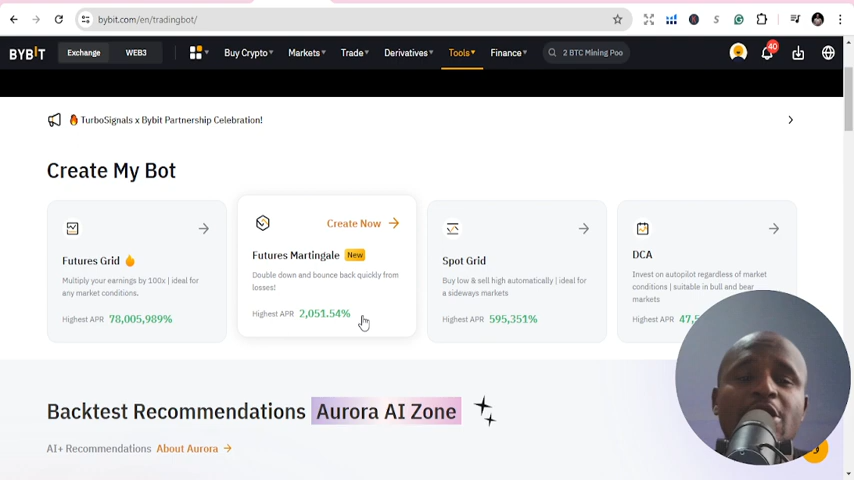 bybit.com/en/tradingbot/
BYBIT Exchange WEB3 Buy Crypto Markets Trade Derivatives Tools Finance 2 BTC Mining Poo 40
TurboSignals x Bybit Partnership Celebration!
Create My Bot
Create Now
Futures Grid
Multiply your earnings by 100x | ideal for
any market conditions.
Highest APR 78,005,989%
Futures Martingale New
Double down and bounce back quickly from
losses!
Highest APR 2,051.54%
Spot Grid
Buy low & sell high automatically | ideal for
a sideways markets
Highest APR 595,351%
DCA
Invest on autopilot regardless of market
conditions | suitable in bull and bear
markets
Highest APR
Backtest Recommendations Aurora AI Zone
AI+ Recommendations About Aurora